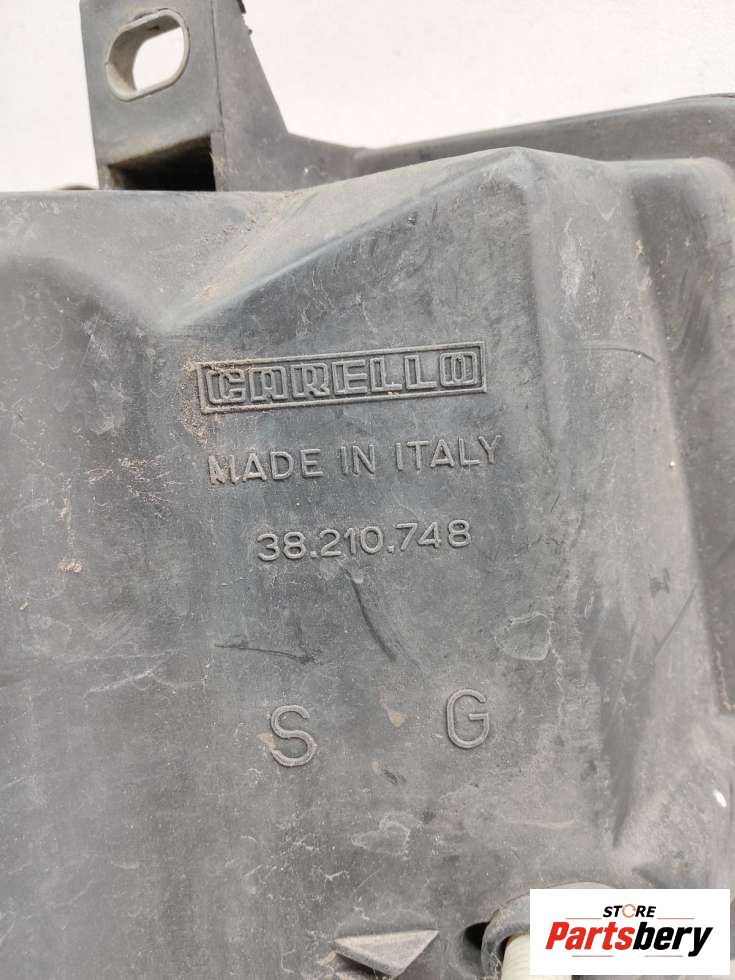 CARELLO
MADE IN ITALY
38.210.748
S G
STORE
Partsbery